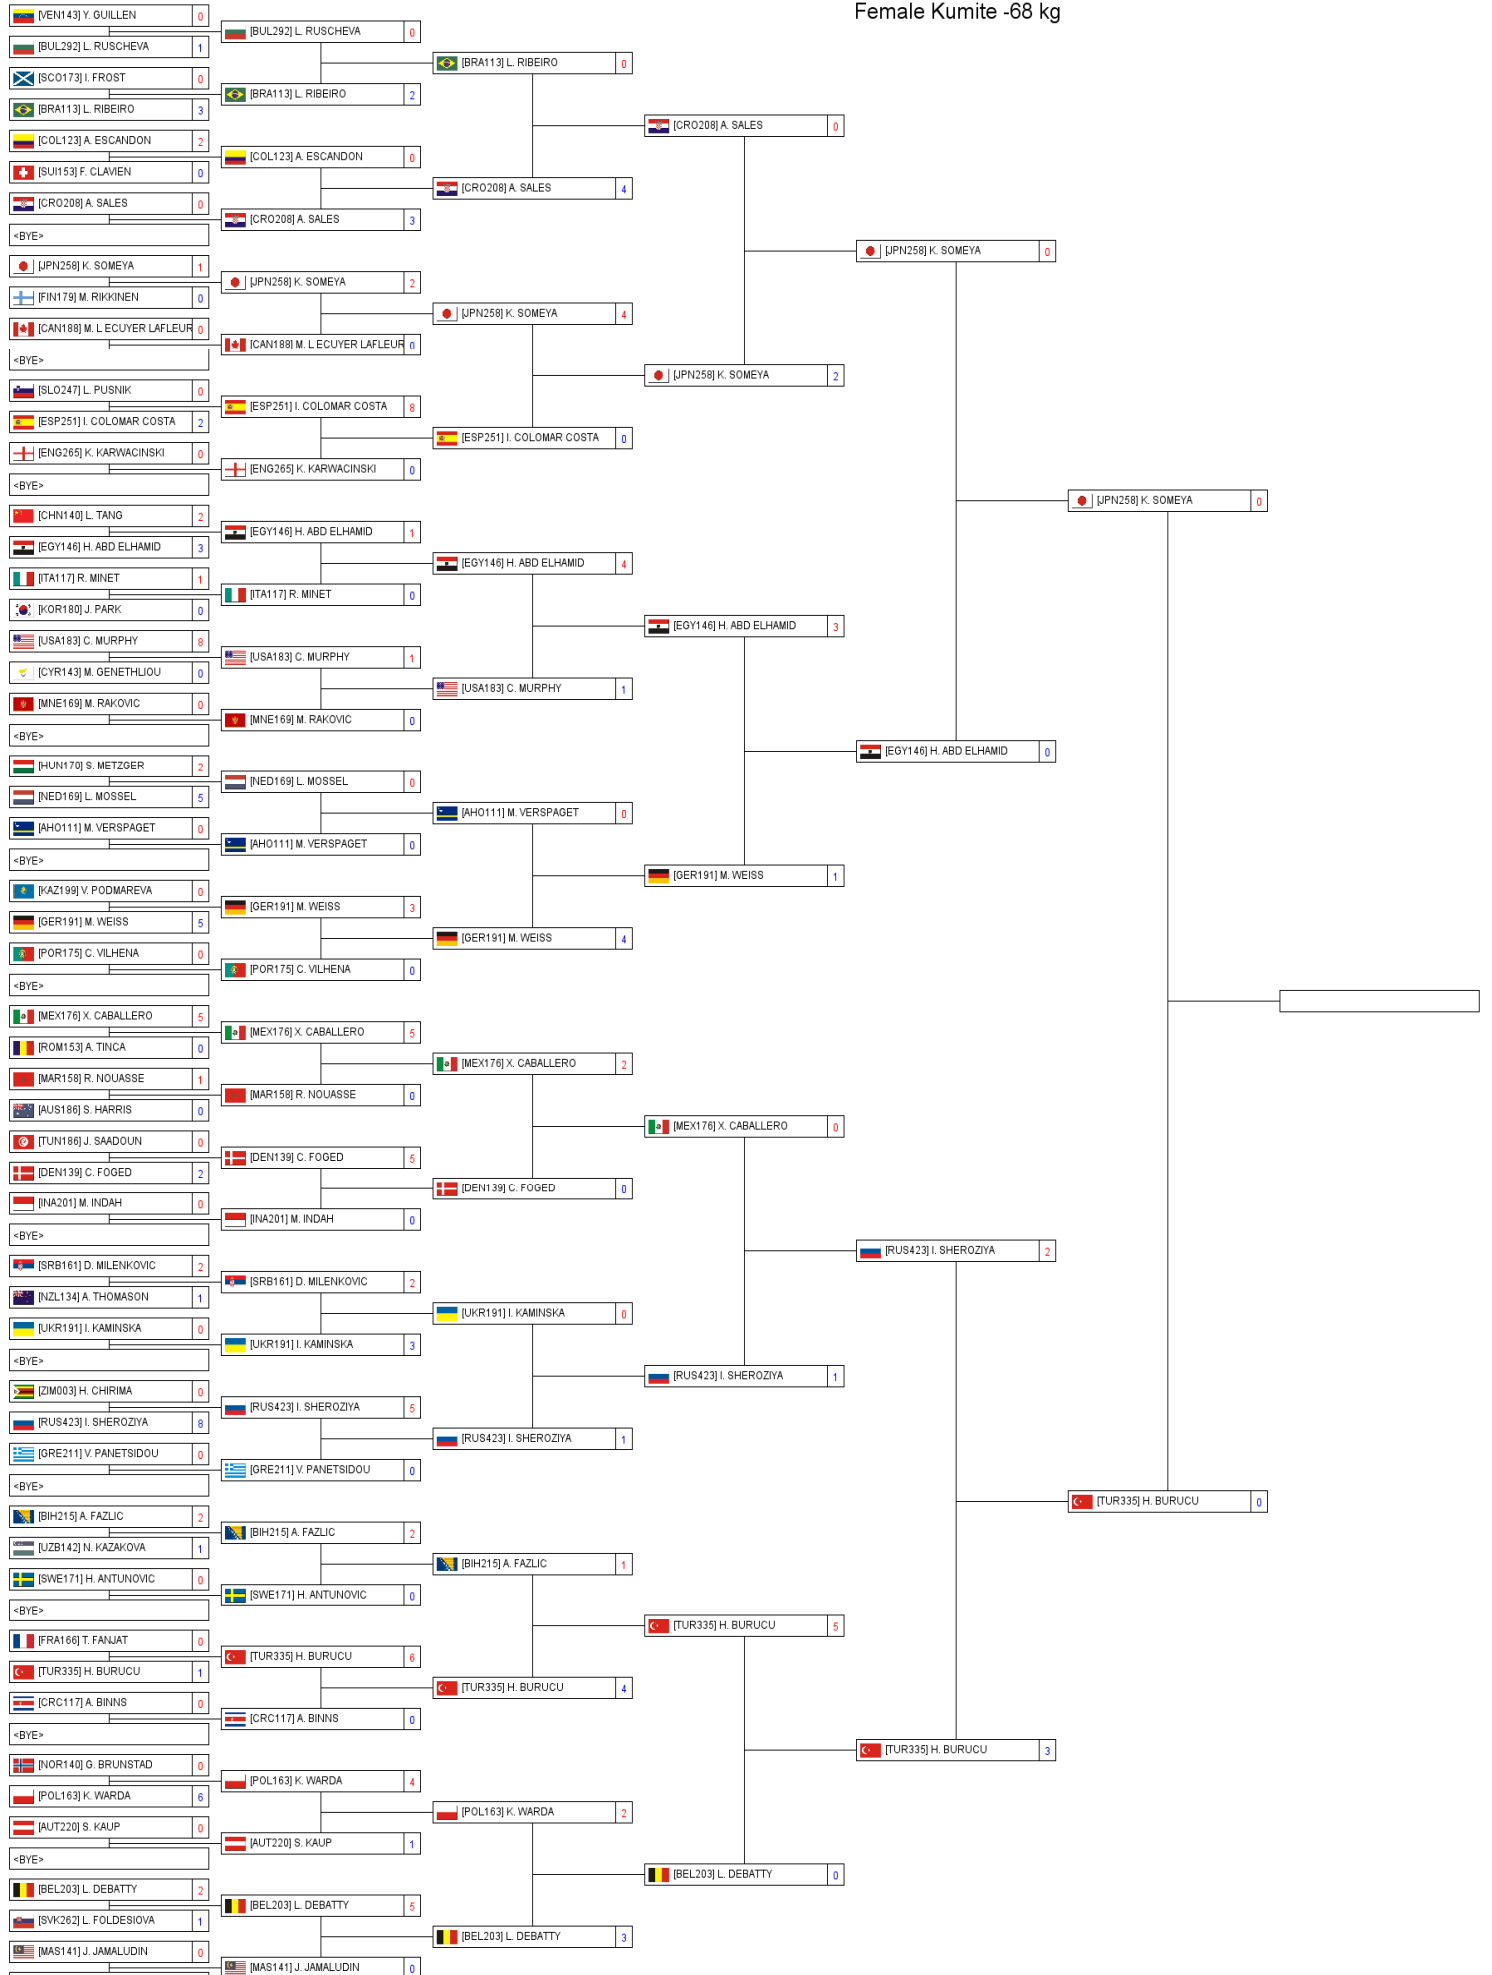 Female Kumite -68 kg
[VEN143] Y. GUILLEN 0
[BUL292] L. RUSCHEVA 1
[SCO173] I. FROST 0
[BRA113] L. RIBEIRO 3
[COL123] A. ESCANDON 2
[SUI153] F. CLAVIEN 0
[CRO208] A. SALES 0
<BYE>
[JPN258] K. SOMEYA 1
[FIN179] M. RIKKINEN 0
[CAN188] M. L ECUYER LAFLEUR 0
<BYE>
[SLO247] L. PUSNIK 0
[ESP251] I. COLOMAR COSTA 2
[ENG265] K. KARWACINSKI 0
<BYE>
[CHN140] L. TANG 2
[EGY146] H. ABD ELHAMID 3
[ITA117] R. MINET 1
[KOR180] J. PARK 0
[USA183] C. MURPHY 8
[CYR143] M. GENETHLIOU 0
[MNE169] M. RAKOVIC 0
<BYE>
[HUN170] S. METZGER 2
[NED169] L. MOSSEL 5
[AHO111] M. VERSPAGET 0
<BYE>
[KAZ199] V. PODMAREVA 0
[GER191] M. WEISS 5
[POR175] C. VILHENA 0
<BYE>
[MEX176] X. CABALLERO 5
[ROM153] A. TINCA 0
[MAR158] R. NOUASSE 1
[AUS186] S. HARRIS 0
[TUN186] J. SAADOUN 0
[DEN139] C. FOGED 2
[INA201] M. INDAH 0
<BYE>
[SRB161] D. MILENKOVIC 2
[NZL134] A. THOMASON 1
[UKR191] I. KAMINSKA 0
<BYE>
[ZIM003] H. CHIRIMA 0
[RUS423] I. SHEROZIYA 8
[GRE211] V. PANETSIDOU 0
<BYE>
[BIH215] A. FAZLIC 2
[UZB142] N. KAZAKOVA 1
[SWE171] H. ANTUNOVIC 0
<BYE>
[FRA166] T. FANJAT 0
[TUR335] H. BURUCU 1
[CRC117] A. BINNS 0
<BYE>
[NOR140] G. BRUNSTAD 0
[POL163] K. WARDA 6
[AUT220] S. KAUP 0
<BYE>
[BEL203] L. DEBATTY 2
[SVK262] L. FOLDESIOVA 1
[MAS141] J. JAMALUDIN 0
[BUL292] L. RUSCHEVA 0
[BRA113] L. RIBEIRO 2
[COL123] A. ESCANDON 0
[CRO208] A. SALES 3
[JPN258] K. SOMEYA 2
[CAN188] M. L ECUYER LAFLEUR 0
[ESP251] I. COLOMAR COSTA 8
[ENG265] K. KARWACINSKI 0
[EGY146] H. ABD ELHAMID 1
[ITA117] R. MINET 0
[USA183] C. MURPHY 1
[MNE169] M. RAKOVIC 0
[NED169] L. MOSSEL 0
[AHO111] M. VERSPAGET 0
[GER191] M. WEISS 3
[POR175] C. VILHENA 0
[MEX176] X. CABALLERO 5
[MAR158] R. NOUASSE 0
[DEN139] C. FOGED 5
[INA201] M. INDAH 0
[SRB161] D. MILENKOVIC 2
[UKR191] I. KAMINSKA 3
[RUS423] I. SHEROZIYA 5
[GRE211] V. PANETSIDOU 0
[BIH215] A. FAZLIC 2
[SWE171] H. ANTUNOVIC 0
[TUR335] H. BURUCU 6
[CRC117] A. BINNS 0
[POL163] K. WARDA 4
[AUT220] S. KAUP 1
[BEL203] L. DEBATTY 5
[MAS141] J. JAMALUDIN 0
[BRA113] L. RIBEIRO 0
[CRO208] A. SALES 4
[JPN258] K. SOMEYA 4
[ESP251] I. COLOMAR COSTA 0
[EGY146] H. ABD ELHAMID 4
[USA183] C. MURPHY 1
[AHO111] M. VERSPAGET 0
[GER191] M. WEISS 4
[MEX176] X. CABALLERO 2
[DEN139] C. FOGED 0
[UKR191] I. KAMINSKA 0
[RUS423] I. SHEROZIYA 1
[BIH215] A. FAZLIC 1
[TUR335] H. BURUCU 4
[POL163] K. WARDA 2
[BEL203] L. DEBATTY 3
[CRO208] A. SALES 0
[JPN258] K. SOMEYA 2
[EGY146] H. ABD ELHAMID 3
[GER191] M. WEISS 1
[MEX176] X. CABALLERO 0
[RUS423] I. SHEROZIYA 1
[TUR335] H. BURUCU 5
[BEL203] L. DEBATTY 0
[JPN258] K. SOMEYA 0
[EGY146] H. ABD ELHAMID 0
[RUS423] I. SHEROZIYA 2
[TUR335] H. BURUCU 3
[JPN258] K. SOMEYA 0
[TUR335] H. BURUCU 0